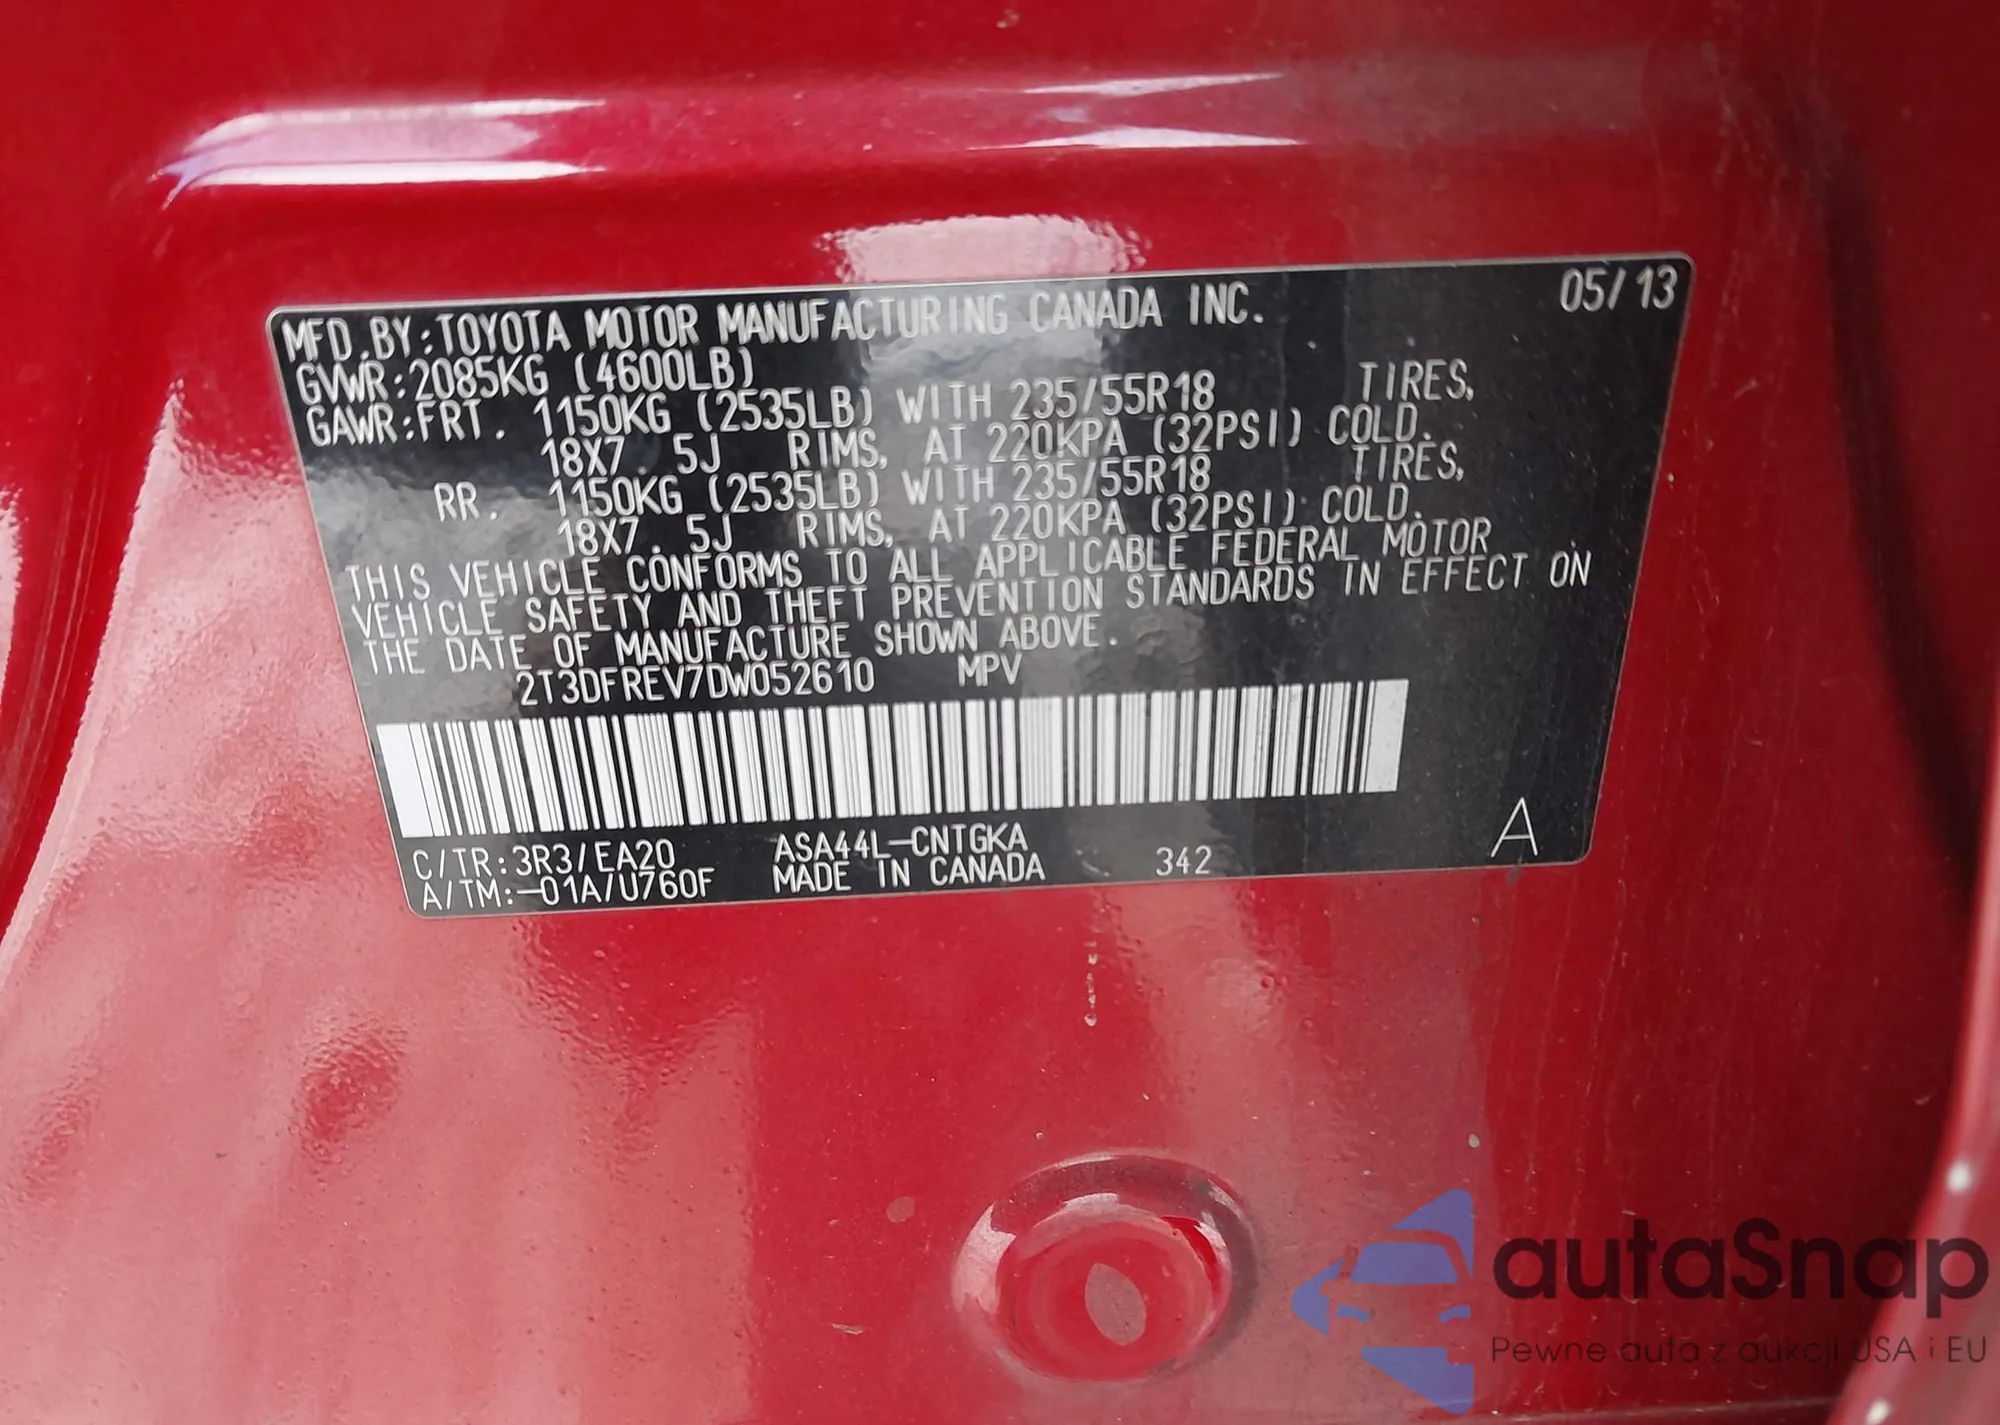 05/13
MFD.BY:TOYOTA MOTOR MANUFACTURING CANADA INC.
GVWR:2085KG (4600LB)
GAWR:FRT. 1150KG (2535LB) WITH 235/55R18 TIRES,
18X7.5J RIMS, AT 220KPA (32PSI) COLD.
RR. 1150KG (2535LB) WITH 235/55R18 TIRES,
18X7.5J RIMS, AT 220KPA (32PSI) COLD.
THIS VEHICLE CONFORMS TO ALL APPLICABLE FEDERAL MOTOR
VEHICLE SAFETY AND THEFT PREVENTION STANDARDS IN EFFECT ON
THE DATE OF MANUFACTURE SHOWN ABOVE.
2T3DFREV7DW052610 MPV
C/TR:3R3/EA20 ASA44L-CNTGKA
A/TM:-01A/U760F MADE IN CANADA 342 A
autaSnap
Pewne auta z aukcji USA i EU